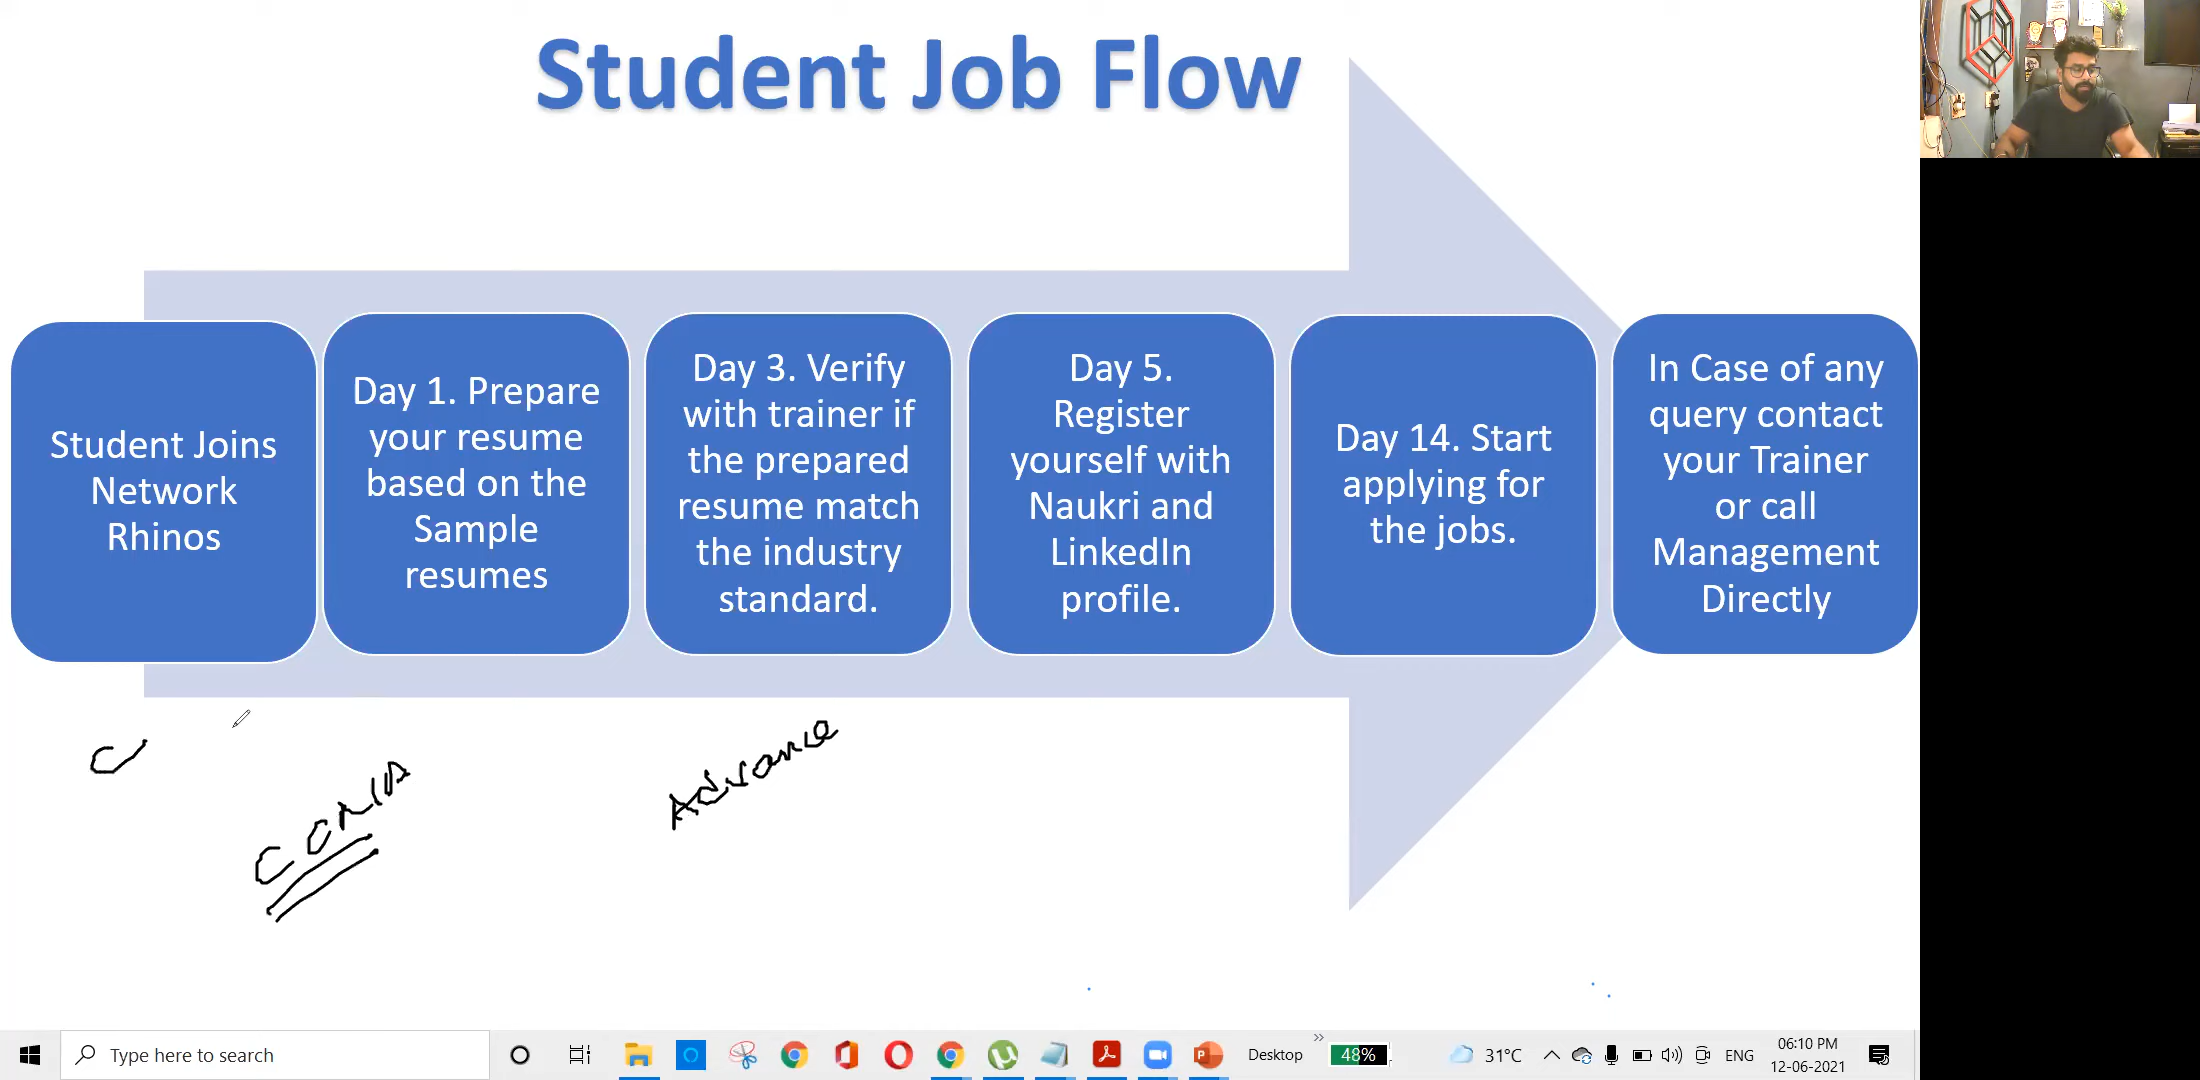 Student Job Flow
Student Joins
Network
Rhinos
Day 1. Prepare
your resume
based on the
Sample
resumes
Day 3. Verify
with trainer if
the prepared
resume match
the industry
standard.
Day 5.
Register
yourself with
Naukri and
LinkedIn
profile.
Day 14. Start
applying for
the jobs.
In Case of any
query contact
your Trainer
or call
Management
Directly
C
CCNA
Advance
Type here to search
Desktop
48%
31°C
ENG
06:10 PM
12-06-2021